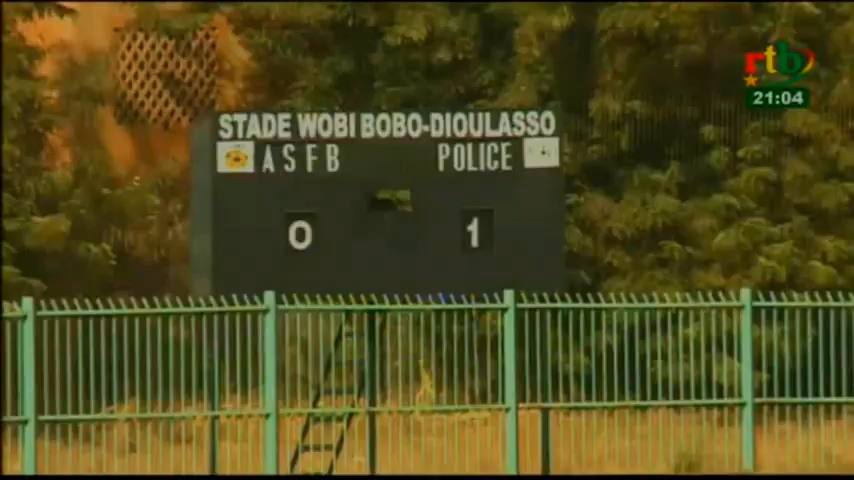 rtb
21:04
STADE WOBI BOBO-DIOULASSO
ASFB POLICE
0 1